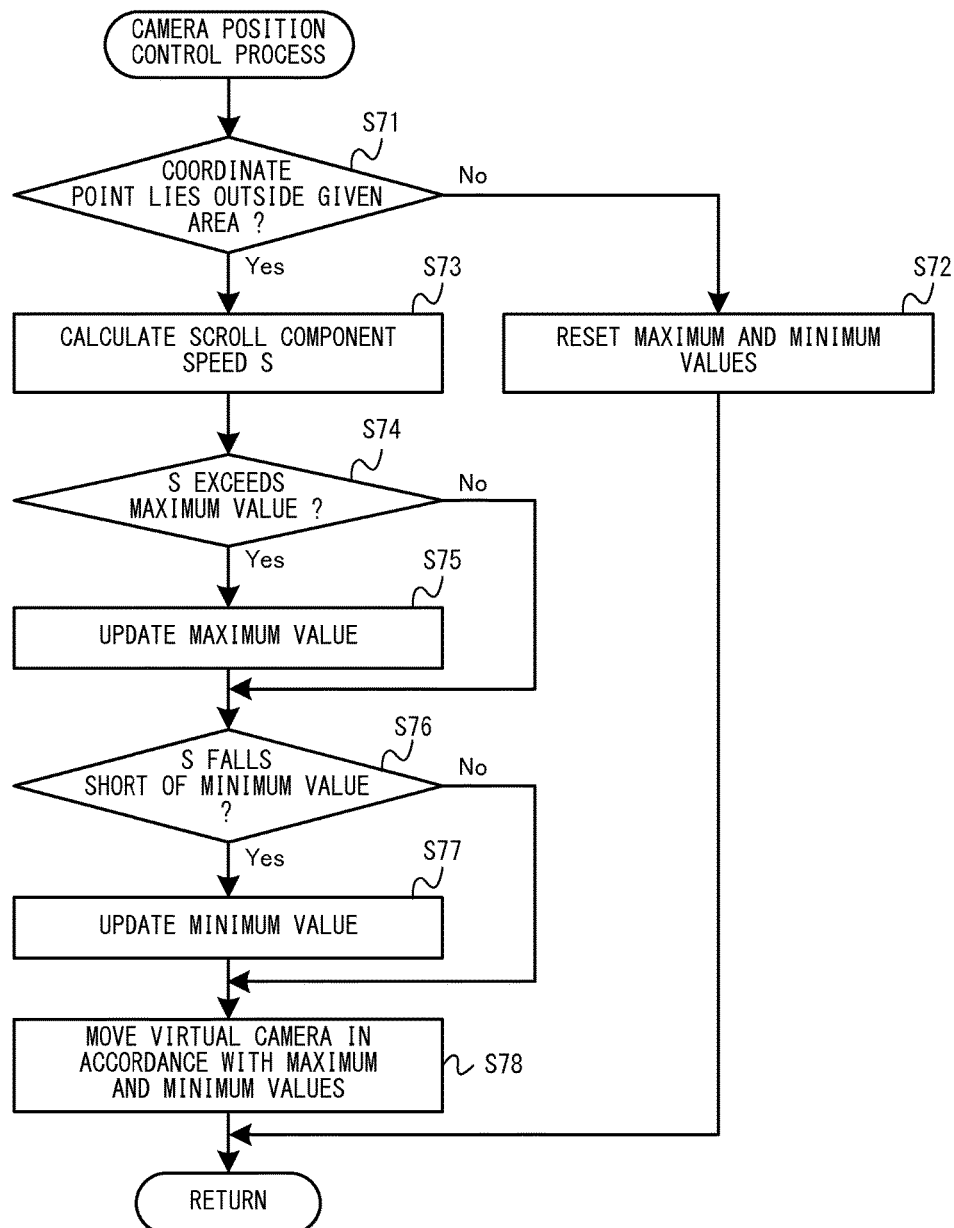 CAMERA POSITION
CONTROL PROCESS
S71
COORDINATE
POINT LIES OUTSIDE GIVEN
AREA ?
No
Yes
S73
CALCULATE SCROLL COMPONENT
SPEED S
S72
RESET MAXIMUM AND MINIMUM
VALUES
S74
S EXCEEDS
MAXIMUM VALUE ?
No
Yes
S75
UPDATE MAXIMUM VALUE
S76
S FALLS
SHORT OF MINIMUM VALUE
?
No
Yes
S77
UPDATE MINIMUM VALUE
MOVE VIRTUAL CAMERA IN
ACCORDANCE WITH MAXIMUM
AND MINIMUM VALUES
S78
RETURN